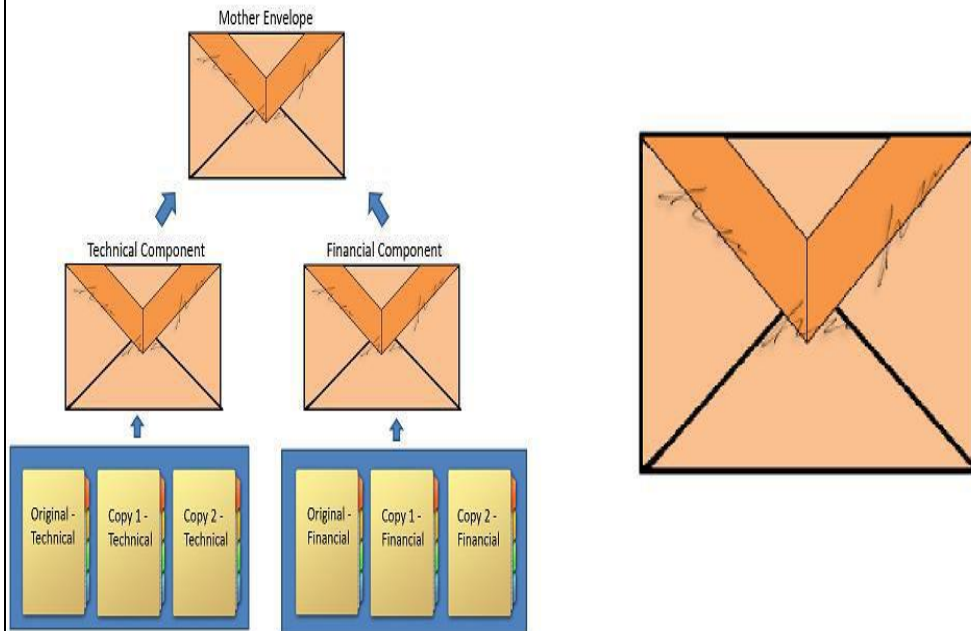 Mother Envelope
Technical Component
Financial Component
Original -
Technical
Copy 1 -
Technical
Copy 2 -
Technical
Original -
Financial
Copy 1 -
Financial
Copy 2 -
Financial